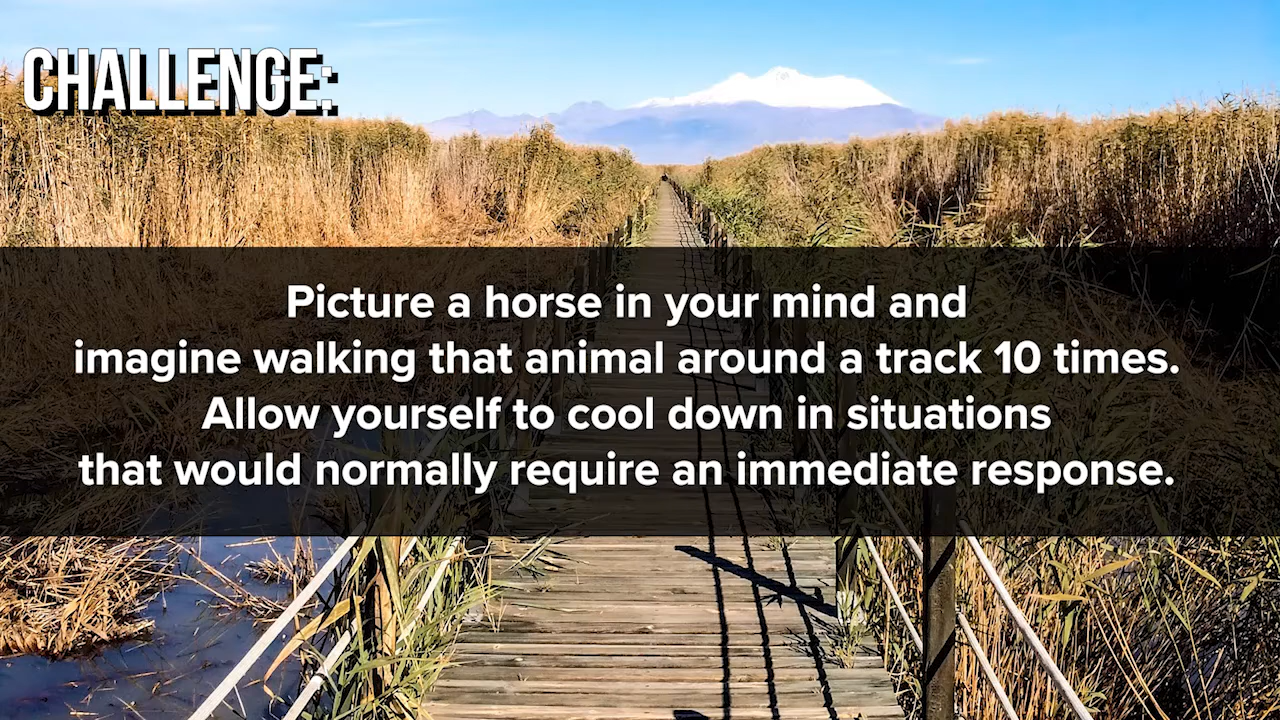 CHALLENGE:
Picture a horse in your mind and
imagine walking that animal around a track 10 times.
Allow yourself to cool down in situations
that would normally require an immediate response.